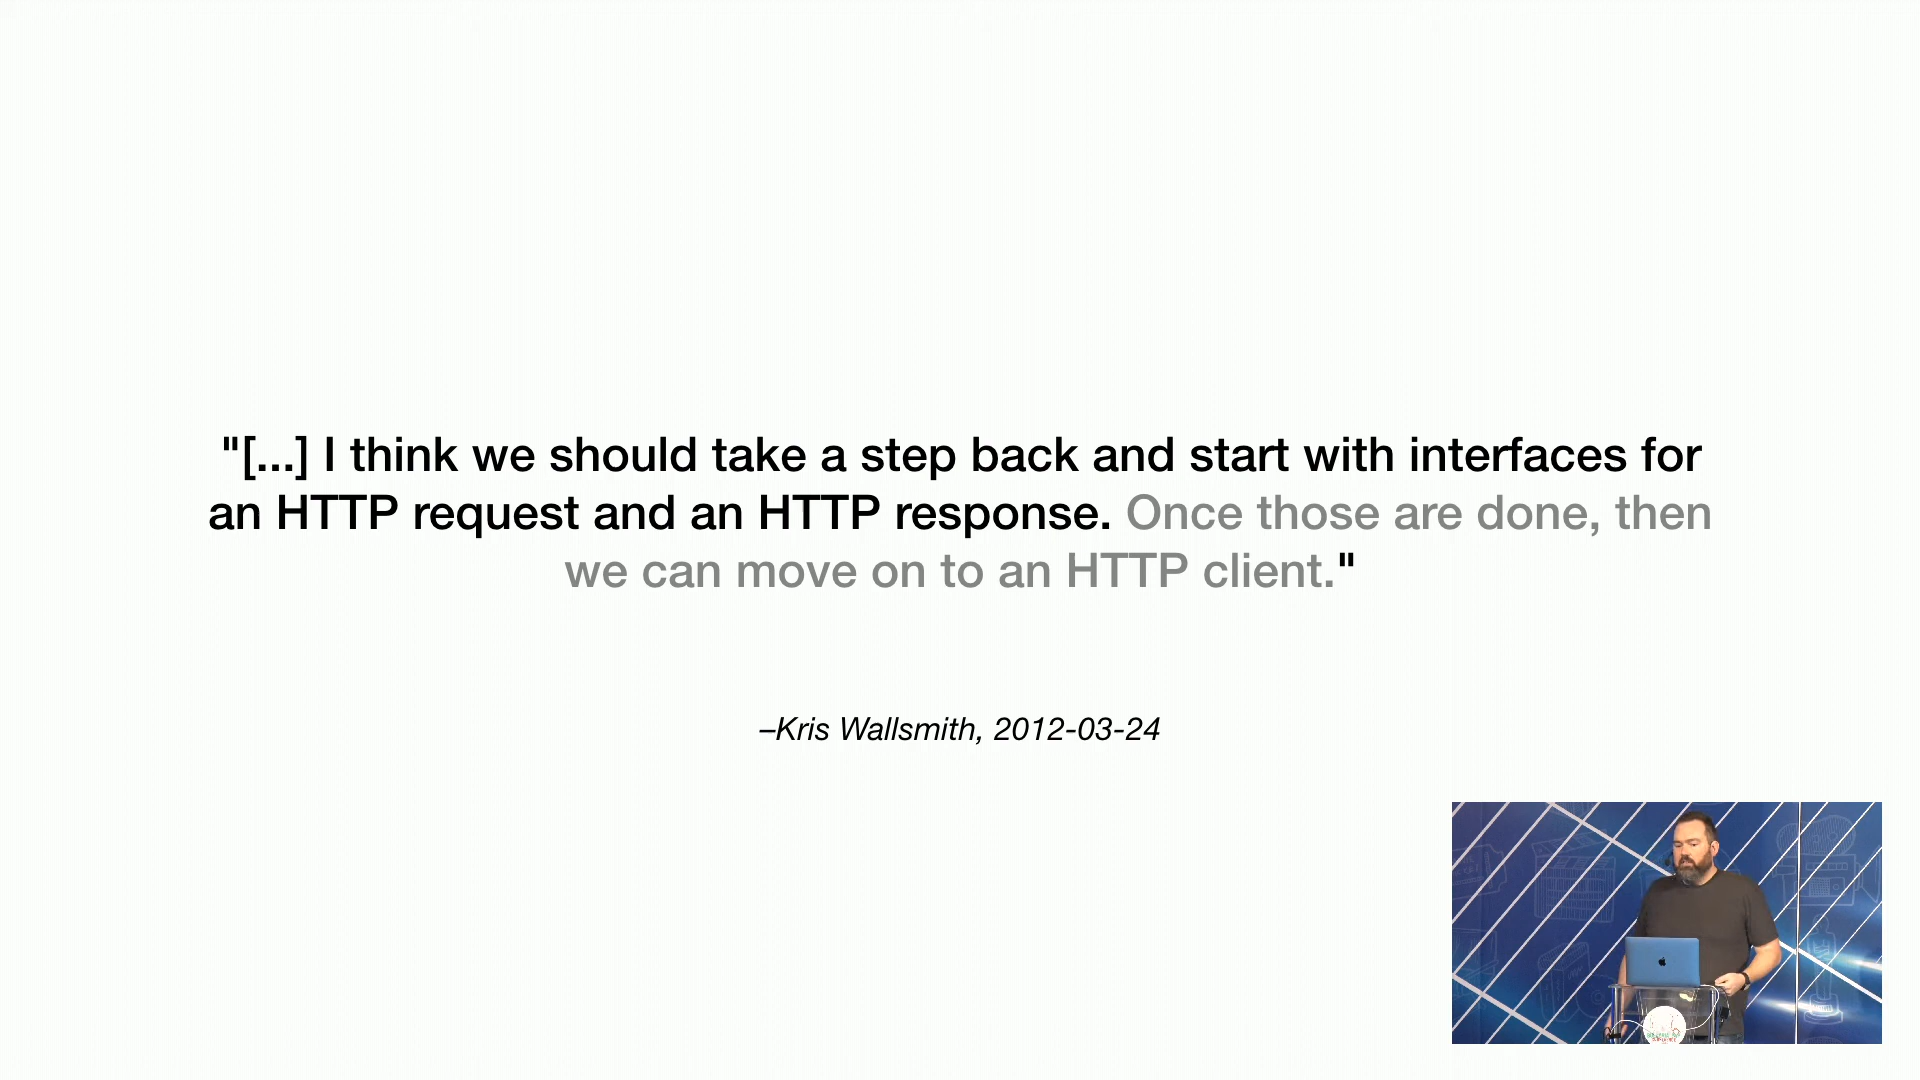 "[...] I think we should take a step back and start with interfaces for
an HTTP request and an HTTP response. Once those are done, then
we can move on to an HTTP client."
–Kris Wallsmith, 2012-03-24